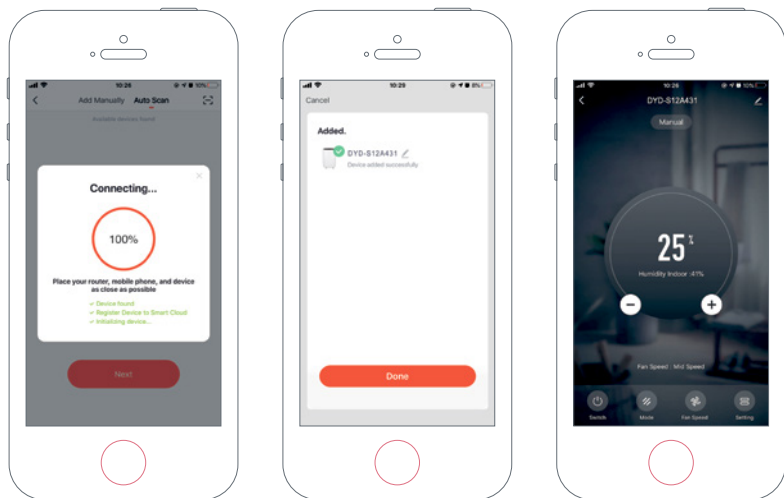 10:26
10%
Add Manually Auto Scan
Available devices found
Connecting...
100%
Place your router, mobile phone, and device
as close as possible
Device found
Register Device to Smart Cloud
Initializing device...
Next
10:29
8%
Cancel
Added.
DYD-S12A431
Device added successfully
Done
10:26
10%
DYD-S12A431
Manual
25%
Humidity Indoor :41%
Fan Speed : Mid Speed
Switch Mode Fan Speed Setting